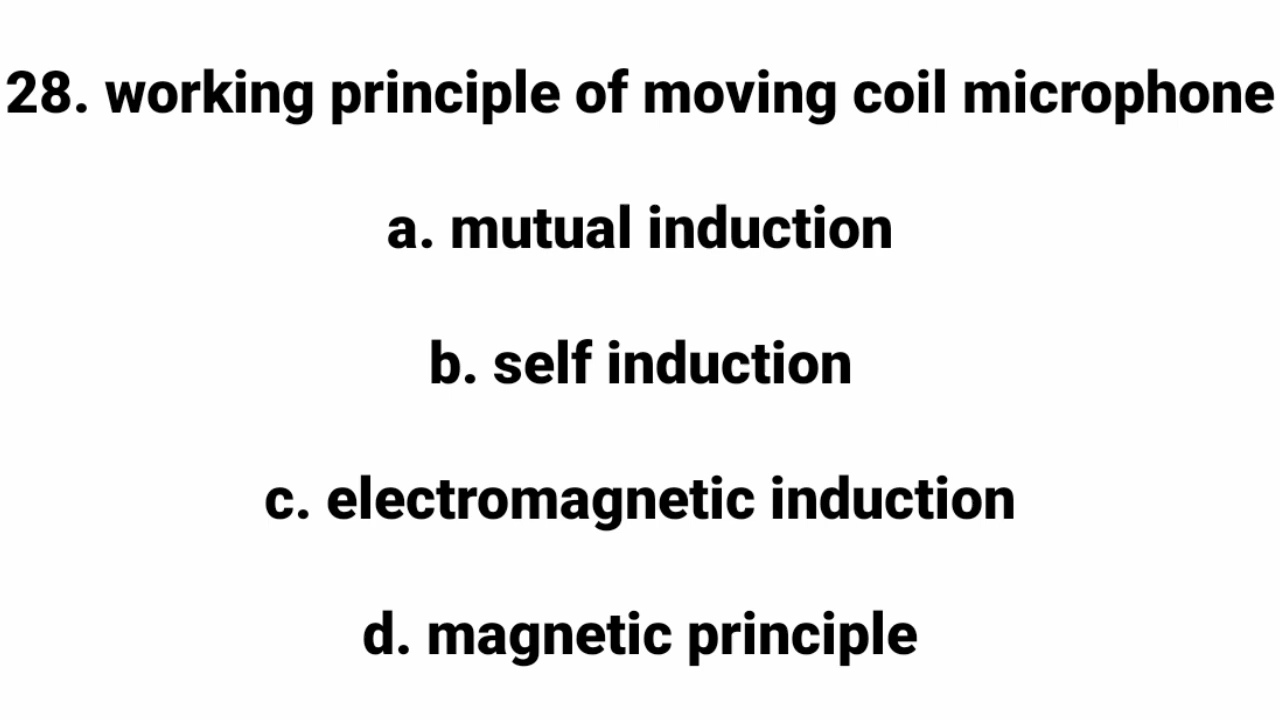 28. working principle of moving coil microphone
a. mutual induction
b. self induction
c. electromagnetic induction
d. magnetic principle